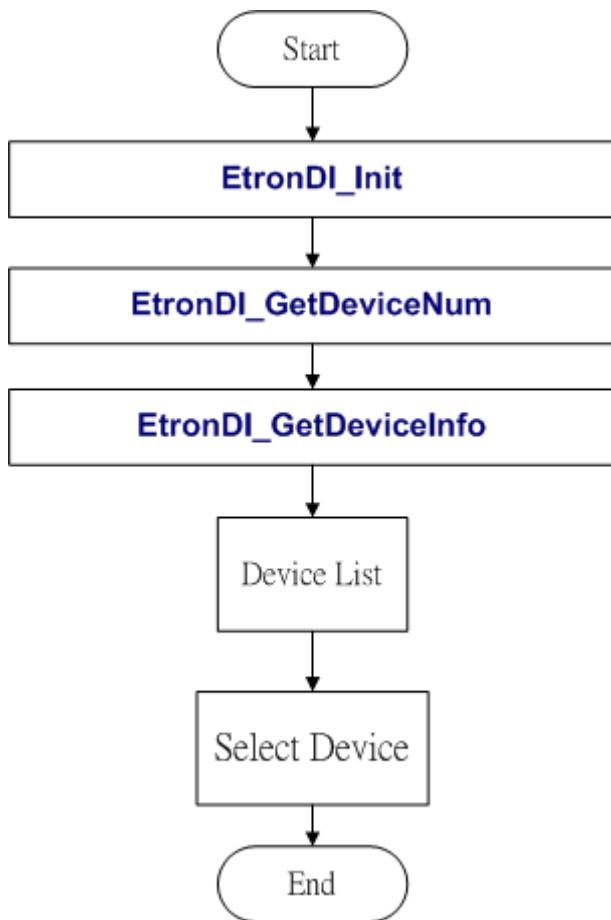 Start
EtronDI_Init
EtronDI_GetDeviceNum
EtronDI_GetDeviceInfo
Device List
Select Device
End